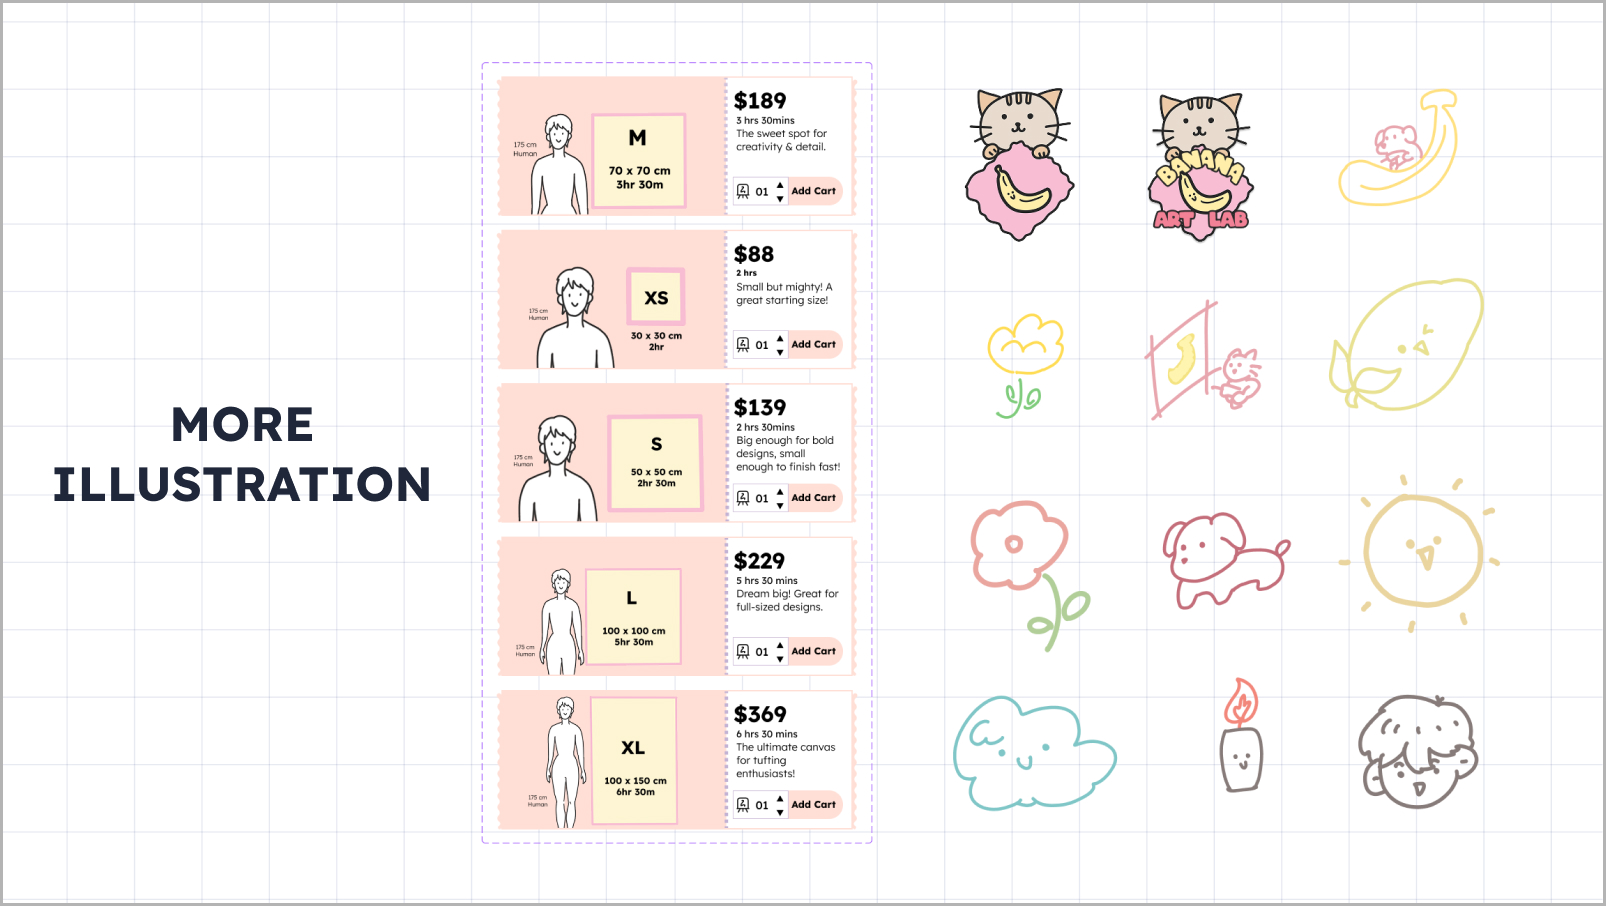 MORE
ILLUSTRATION
175 cm
Human
M
70 x 70 cm
3hr 30m
$189
3 hrs 30mins
The sweet spot for
creativity & detail.
01
Add Cart
175 cm
Human
XS
30 x 30 cm
2hr
$88
2 hrs
Small but mighty! A
great starting size!
01
Add Cart
175 cm
Human
S
50 x 50 cm
2hr 30m
$139
2 hrs 30mins
Big enough for bold
designs, small
enough to finish fast!
01
Add Cart
175 cm
Human
L
100 x 100 cm
5hr 30m
$229
5 hrs 30 mins
Dream big! Great for
full-sized designs.
01
Add Cart
175 cm
Human
XL
100 x 150 cm
6hr 30m
$369
6 hrs 30 mins
The ultimate canvas
for tufting
enthusiasts!
01
Add Cart
BANANA
ART LAB